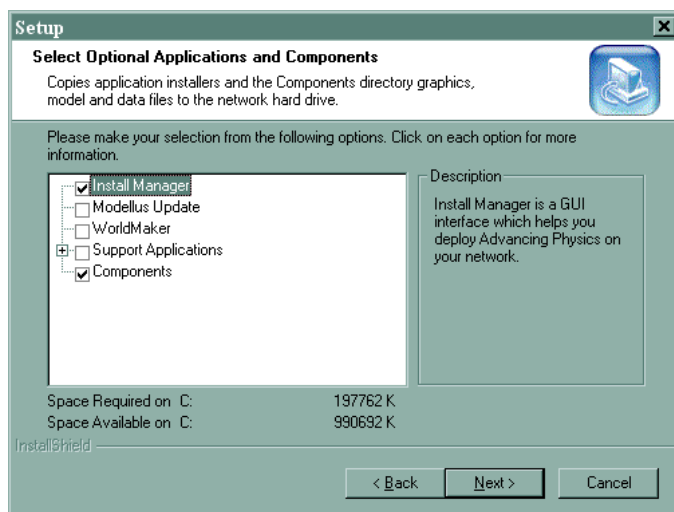 Setup
Select Optional Applications and Components
Copies application installers and the Components directory graphics,
model and data files to the network hard drive.
Please make your selection from the following options. Click on each option for more
information.
Install Manager
Modellus Update
WorldMaker
Support Applications
Components
Description
Install Manager is a GUI
interface which helps you
deploy Advancing Physics on
your network.
Space Required on C: 197762 K
Space Available on C: 990692 K
InstallShield
< Back Next > Cancel